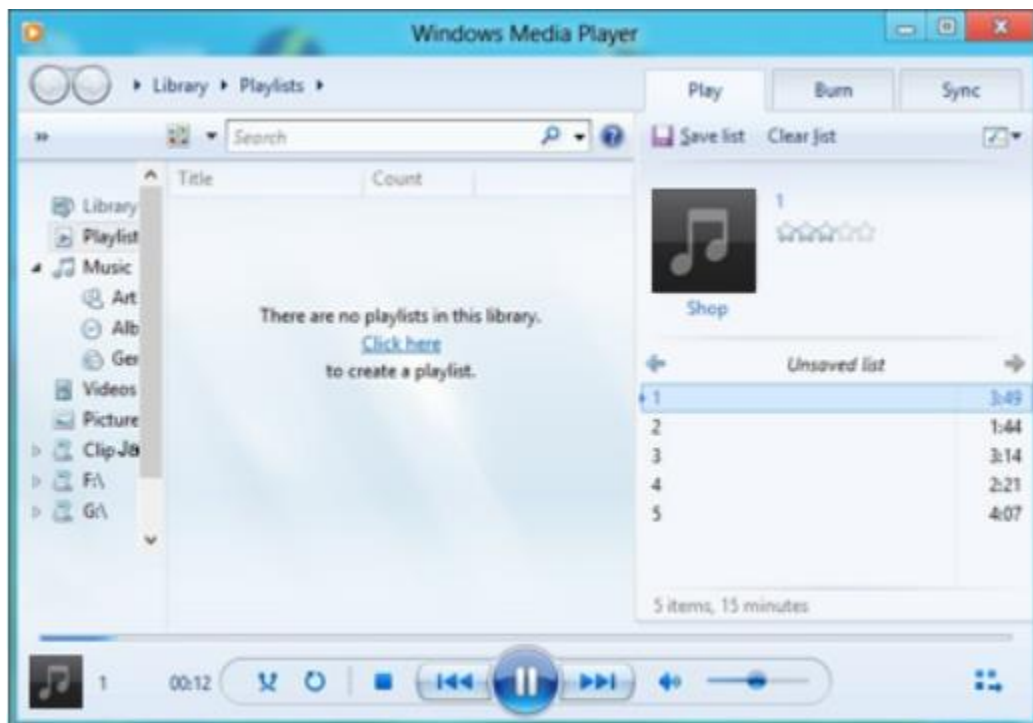 Windows Media Player
Library Playlists
Play Burn Sync
Search
Save list Clear list
Title Count
Library
Playlist
Music
Art
Alb
Ger
Videos
Picture
Clip Ja
F:\
G:\
There are no playlists in this library.
Click here
to create a playlist.
1
Shop
Unsaved list
1 3:49
2 1:44
3 3:14
4 2:21
5 4:07
5 items, 15 minutes
1 00:12